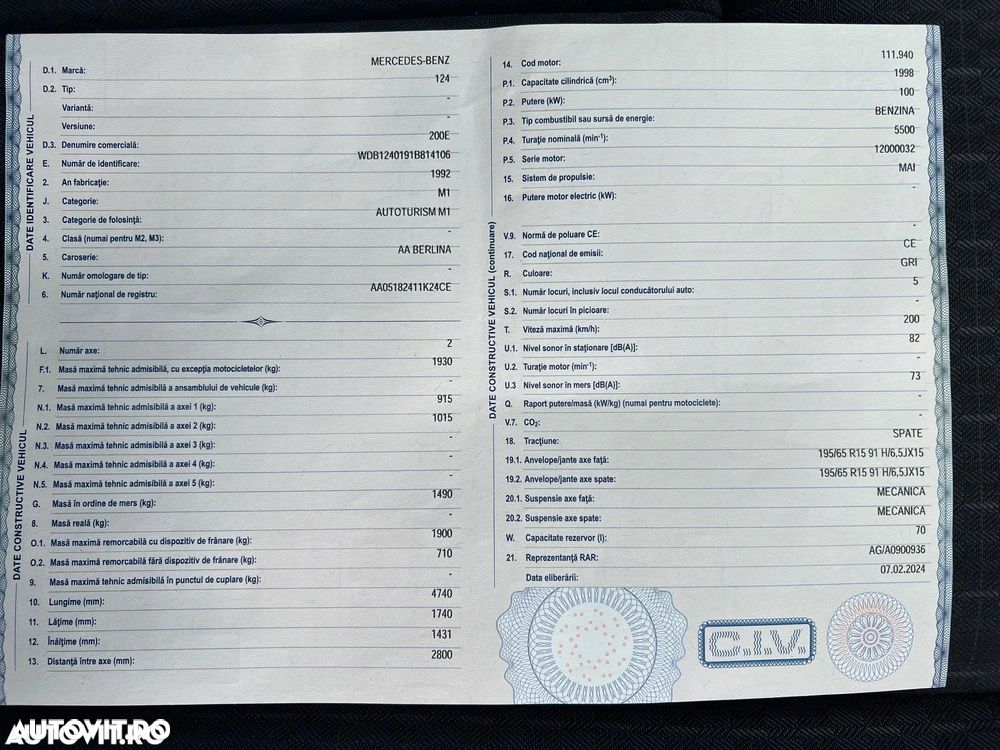 DATE IDENTIFICARE VEHICUL
D.1. Marcă: MERCEDES-BENZ
D.2. Tip: 124
Variantă: -
Versiune: -
D.3. Denumire comercială: 200E
E. Număr de identificare: WDB1240191B814106
2. An fabricație: 1992
J. Categorie: M1
3. Categorie de folosință: AUTOTURISM M1
4. Clasă (numai pentru M2, M3): -
5. Caroserie: AA BERLINA
K. Număr omologare de tip: -
6. Număr național de registru: AA05182411K24CE
DATE CONSTRUCTIVE VEHICUL
L. Număr axe: 2
F.1. Masă maximă tehnic admisibilă, cu excepția motocicletelor (kg): 1930
7. Masă maximă tehnic admisibilă a ansamblului de vehicule (kg): -
N.1. Masă maximă tehnic admisibilă a axei 1 (kg): 915
N.2. Masă maximă tehnic admisibilă a axei 2 (kg): 1015
N.3. Masă maximă tehnic admisibilă a axei 3 (kg): -
N.4. Masă maximă tehnic admisibilă a axei 4 (kg): -
N.5. Masă maximă tehnic admisibilă a axei 5 (kg): -
G. Masă în ordine de mers (kg): 1490
8. Masă reală (kg): -
O.1. Masă maximă remorcabilă cu dispozitiv de frânare (kg): 1900
O.2. Masă maximă remorcabilă fără dispozitiv de frânare (kg): 710
9. Masă maximă tehnic admisibilă în punctul de cuplare (kg): -
10. Lungime (mm): 4740
11. Lățime (mm): 1740
12. Înălțime (mm): 1431
13. Distanță între axe (mm): 2800
DATE CONSTRUCTIVE VEHICUL (continuare)
14. Cod motor: 111.940
P.1. Capacitate cilindrică (cm³): 1998
P.2. Putere (kW): 100
P.3. Tip combustibil sau sursă de energie: BENZINA
P.4. Turație nominală (min⁻¹): 5500
P.5. Serie motor: 12000032
15. Sistem de propulsie: MAI
16. Putere motor electric (kW): -
V.9. Normă de poluare CE: -
17. Cod național de emisii: CE
R. Culoare: GRI
S.1. Număr locuri, inclusiv locul conducătorului auto: 5
S.2. Număr locuri în picioare: -
T. Viteză maximă (km/h): 200
U.1. Nivel sonor în staționare [dB(A)]: 82
U.2. Turație motor (min⁻¹): -
U.3 Nivel sonor în mers [dB(A)]: 73
Q. Raport putere/masă (kW/kg) (numai pentru motociclete): -
V.7. CO₂: -
18. Tracțiune: SPATE
19.1. Anvelope/jante axe față: 195/65 R15 91 H/6,5JX15
19.2. Anvelope/jante axe spate: 195/65 R15 91 H/6,5JX15
20.1. Suspensie axe față: MECANICA
20.2. Suspensie axe spate: MECANICA
W. Capacitate rezervor (l): 70
21. Reprezentanță RAR: AG/A0900936
Data eliberării: 07.02.2024
C.I.V.
AUTOVIT.RO